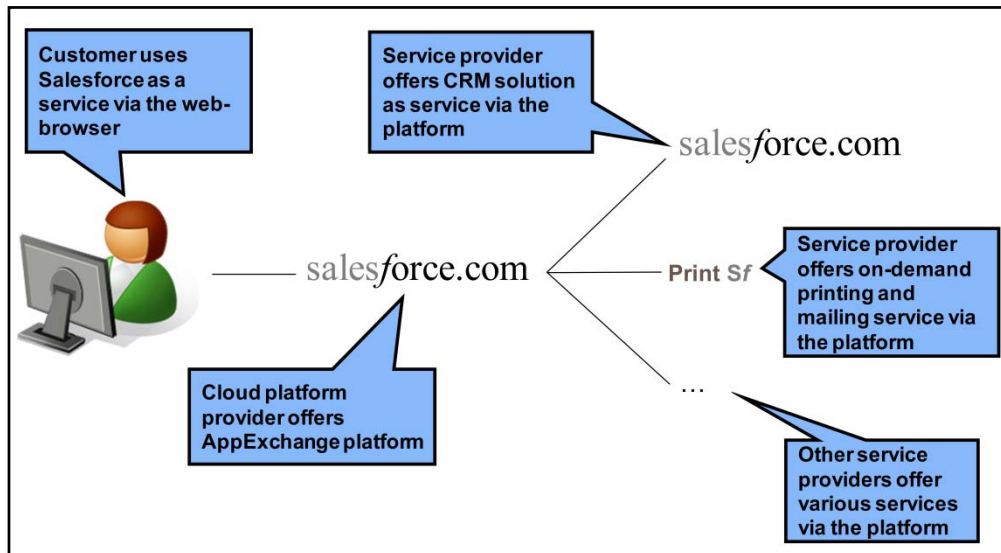 Customer uses
Salesforce as a
service via the web-
browser
Service provider
offers CRM solution
as service via the
platform
salesforce.com
salesforce.com
Print Sf
Service provider
offers on-demand
printing and
mailing service via
the platform
Cloud platform
provider offers
AppExchange platform
...
Other service
providers offer
various services
via the platform